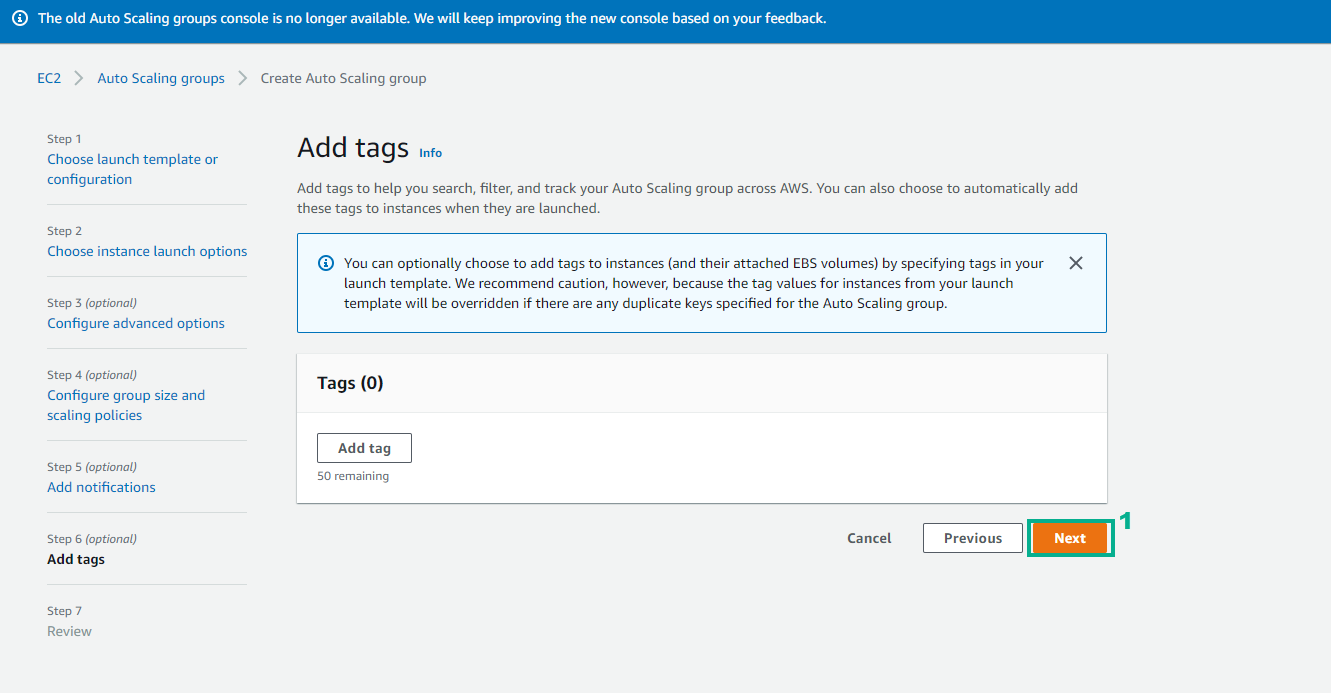 The old Auto Scaling groups console is no longer available. We will keep improving the new console based on your feedback.
EC2
Auto Scaling groups
Create Auto Scaling group
Step 1
Choose launch template or
configuration
Step 2
Choose instance launch options
Step 3 (optional)
Configure advanced options
Step 4 (optional)
Configure group size and
scaling policies
Step 5 (optional)
Add notifications
Step 6 (optional)
Add tags
Step 7
Review
Add tags Info
Add tags to help you search, filter, and track your Auto Scaling group across AWS. You can also choose to automatically add
these tags to instances when they are launched.
You can optionally choose to add tags to instances (and their attached EBS volumes) by specifying tags in your
launch template. We recommend caution, however, because the tag values for instances from your launch
template will be overridden if there are any duplicate keys specified for the Auto Scaling group.
Tags (0)
Add tag
50 remaining
Cancel
Previous
Next
1